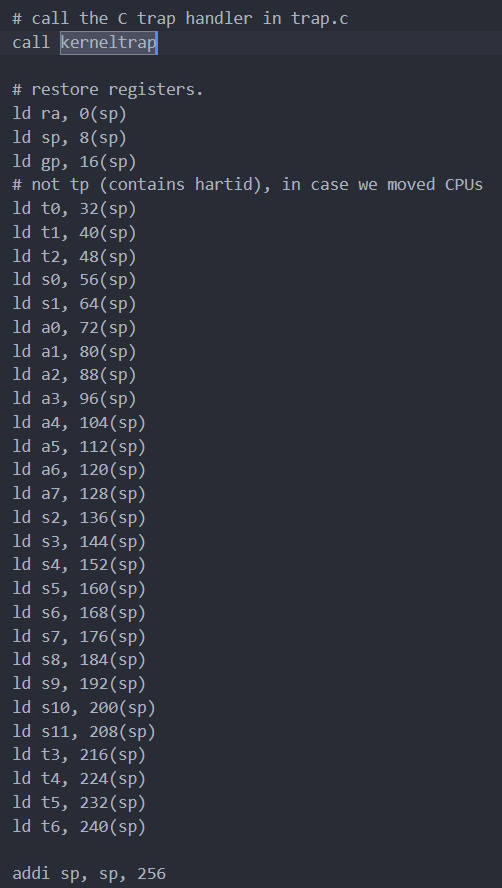 # call the C trap handler in trap.c
call kerneltrap
# restore registers.
ld ra, 0(sp)
ld sp, 8(sp)
ld gp, 16(sp)
# not tp (contains hartid), in case we moved CPUs
ld t0, 32(sp)
ld t1, 40(sp)
ld t2, 48(sp)
ld s0, 56(sp)
ld s1, 64(sp)
ld a0, 72(sp)
ld a1, 80(sp)
ld a2, 88(sp)
ld a3, 96(sp)
ld a4, 104(sp)
ld a5, 112(sp)
ld a6, 120(sp)
ld a7, 128(sp)
ld s2, 136(sp)
ld s3, 144(sp)
ld s4, 152(sp)
ld s5, 160(sp)
ld s6, 168(sp)
ld s7, 176(sp)
ld s8, 184(sp)
ld s9, 192(sp)
ld s10, 200(sp)
ld s11, 208(sp)
ld t3, 216(sp)
ld t4, 224(sp)
ld t5, 232(sp)
ld t6, 240(sp)
addi sp, sp, 256